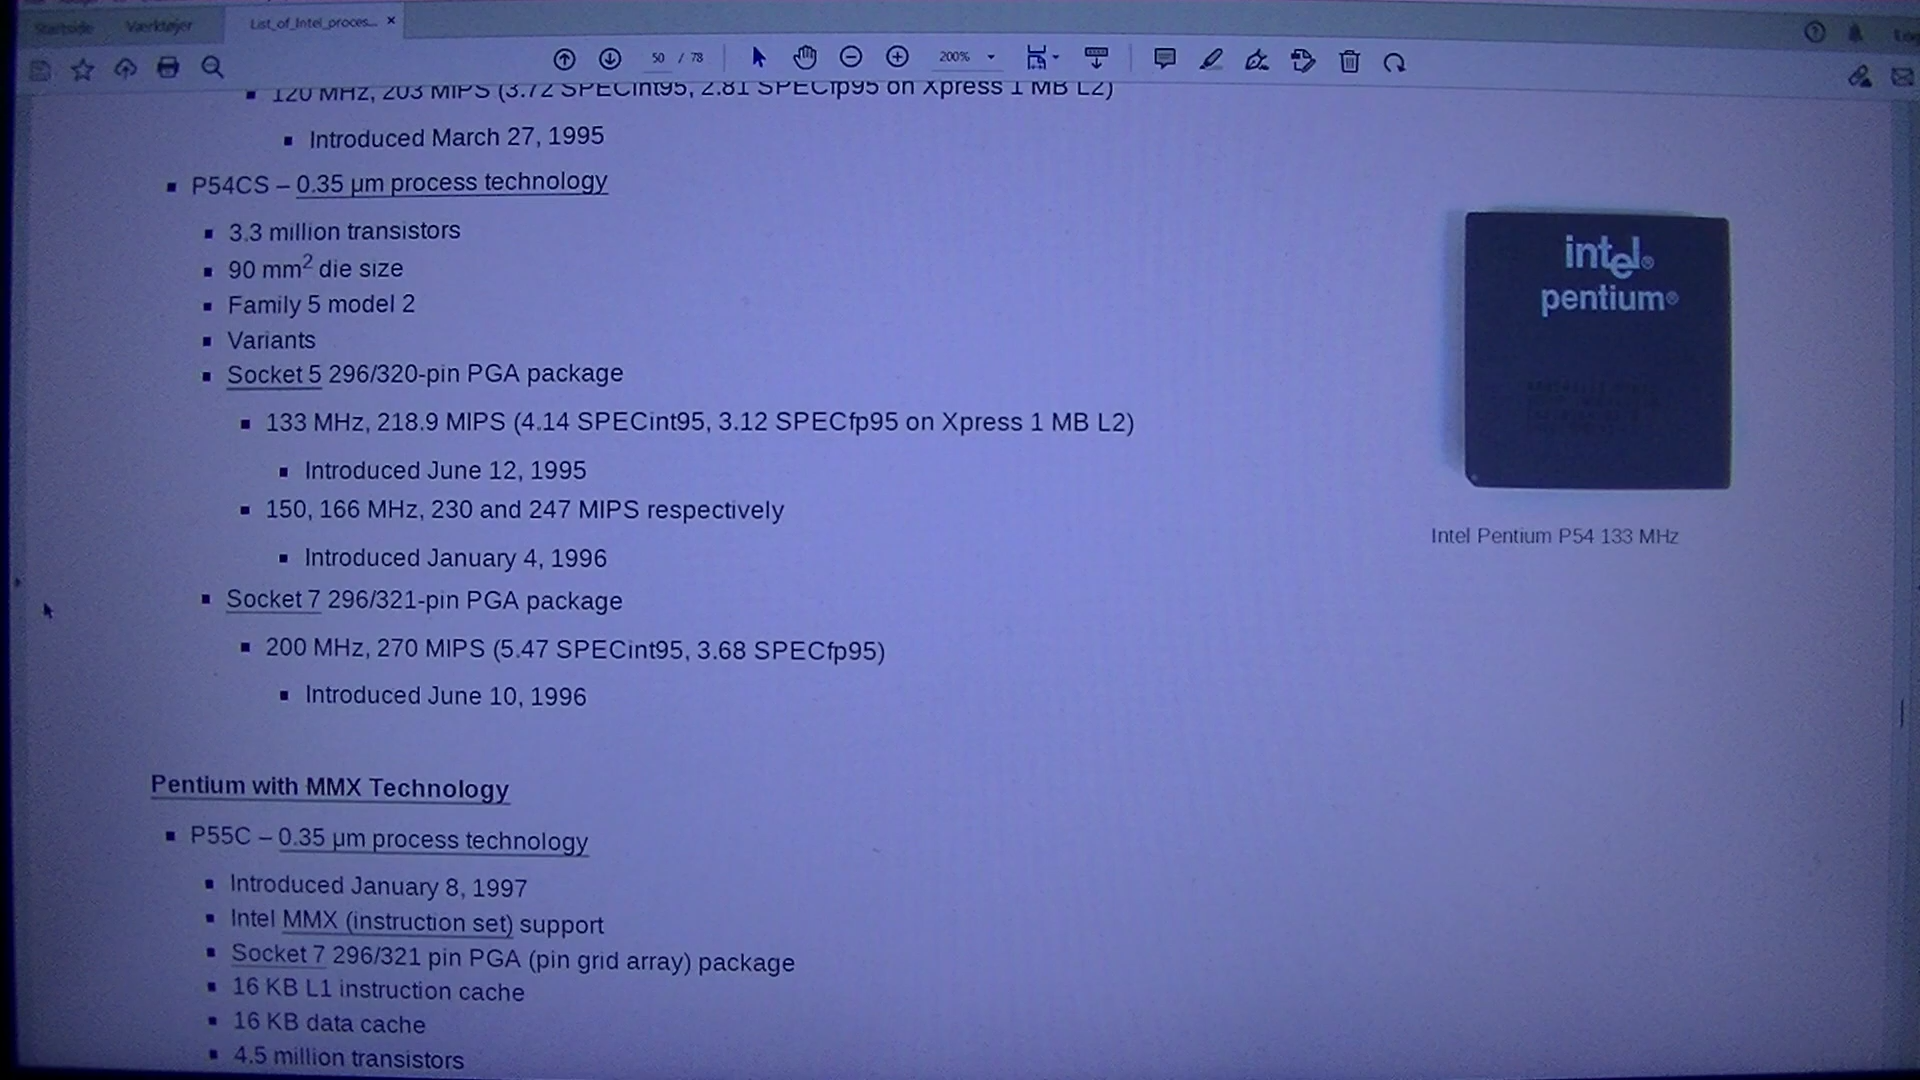 Startside Værktøjer List_of_Intel_proces... ×
50 / 78 200%
120 MHz, 203 MIPS (3.72 SPECint95, 2.81 SPECfp95 on Xpress 1 MB L2)
Introduced March 27, 1995
P54CS – 0.35 µm process technology
3.3 million transistors
90 mm2 die size
Family 5 model 2
Variants
Socket 5 296/320-pin PGA package
133 MHz, 218.9 MIPS (4.14 SPECint95, 3.12 SPECfp95 on Xpress 1 MB L2)
Introduced June 12, 1995
150, 166 MHz, 230 and 247 MIPS respectively
Introduced January 4, 1996
Socket 7 296/321-pin PGA package
200 MHz, 270 MIPS (5.47 SPECint95, 3.68 SPECfp95)
Introduced June 10, 1996
intel®
pentium®
Intel Pentium P54 133 MHz
Pentium with MMX Technology
P55C – 0.35 µm process technology
Introduced January 8, 1997
Intel MMX (instruction set) support
Socket 7 296/321 pin PGA (pin grid array) package
16 KB L1 instruction cache
16 KB data cache
4.5 million transistors